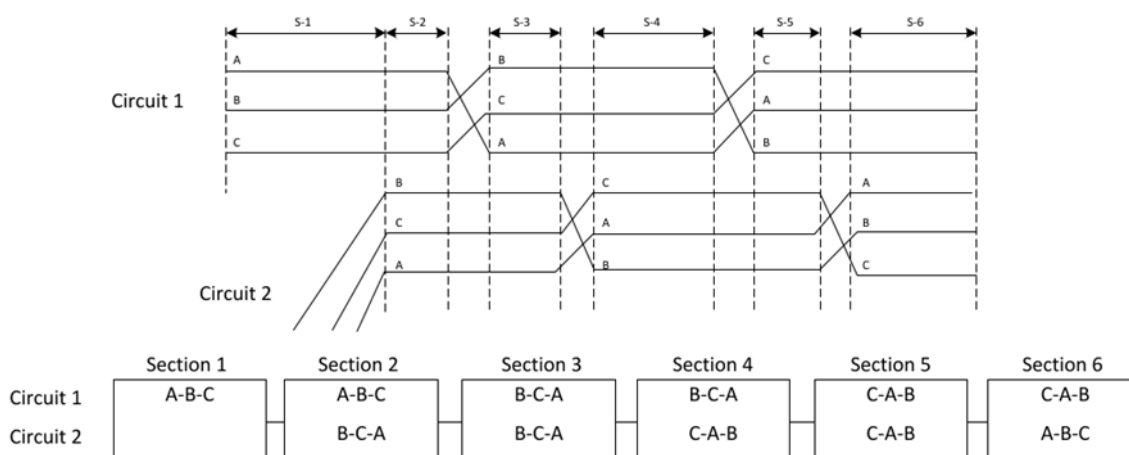 S-1 S-2 S-3 S-4 S-5 S-6
A B C
B C A
Circuit 1
C A B
B C A
C A B
A B C
Circuit 2
Section 1 Section 2 Section 3 Section 4 Section 5 Section 6
Circuit 1 A-B-C A-B-C B-C-A B-C-A C-A-B C-A-B
Circuit 2 B-C-A B-C-A C-A-B C-A-B A-B-C